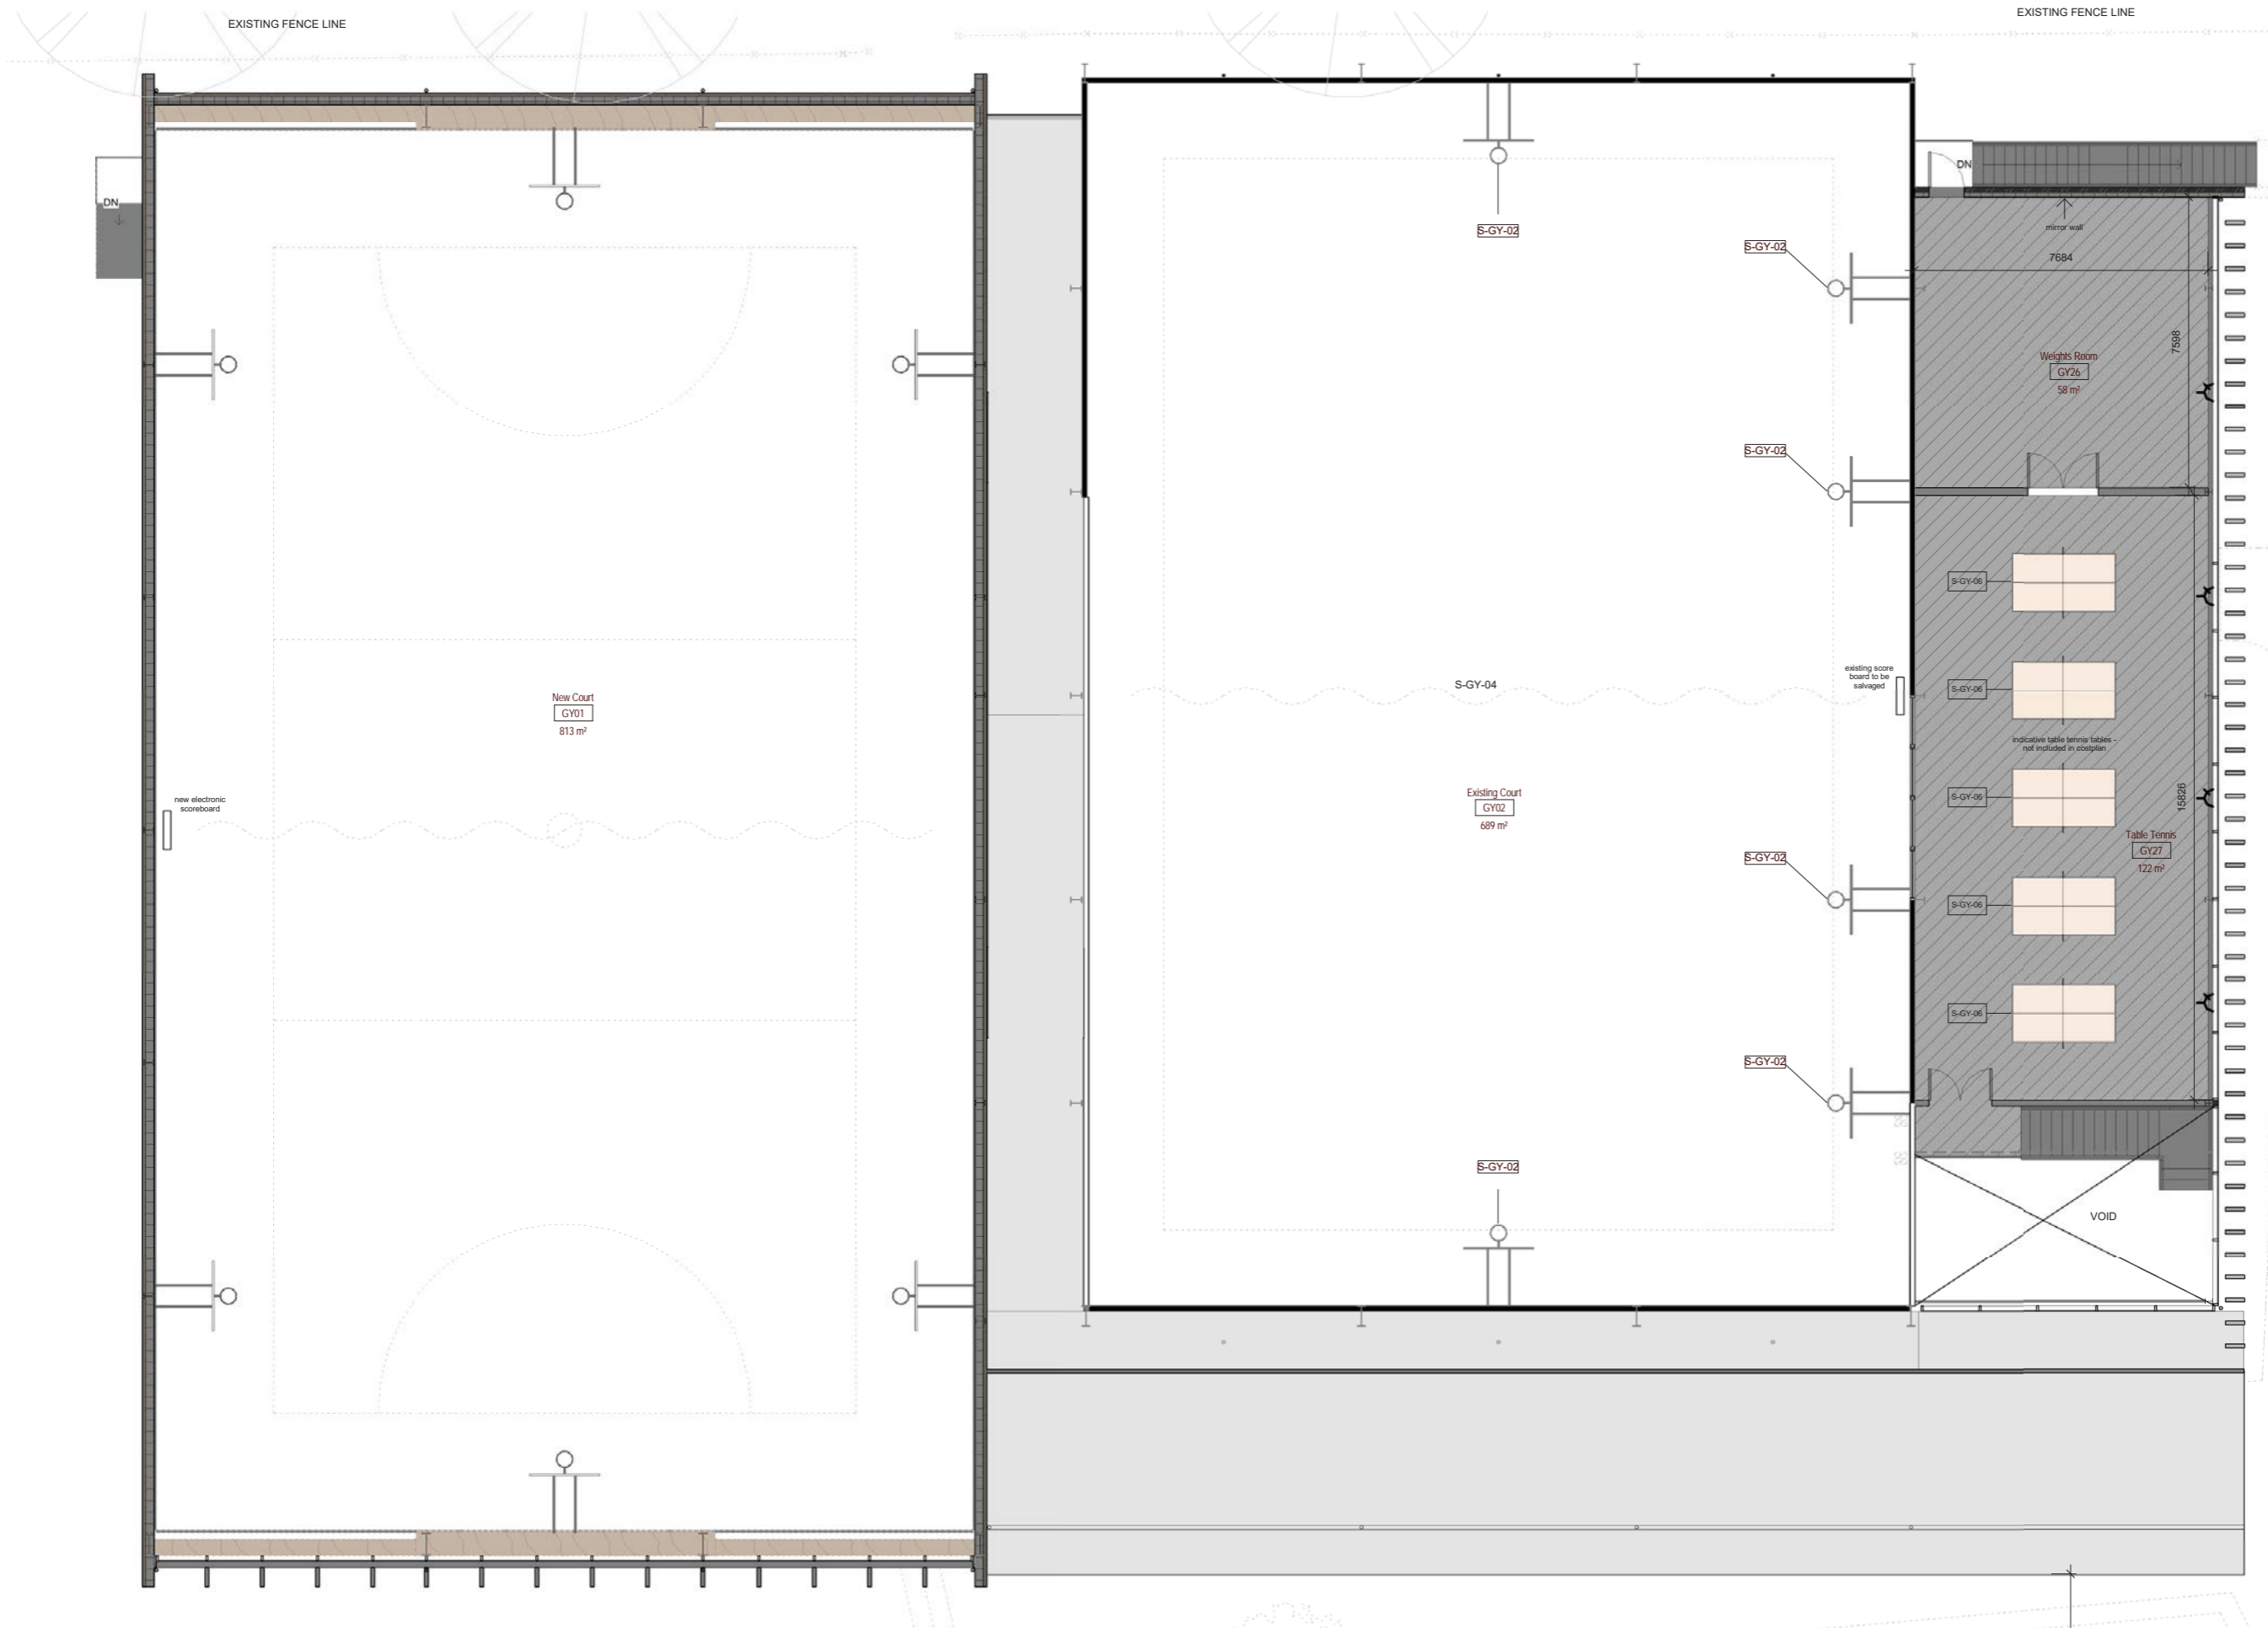 EXISTING FENCE LINE
EXISTING FENCE LINE
DN
DN
mirror wall
7684
7598
S-GY-02
S-GY-02
Weights Room
GY26
58 m²
S-GY-02
S-GY-06
S-GY-06
S-GY-04
existing score
board to be
salvaged
New Court
GY01
813 m²
indicative table tennis tables -
not included in costplan
new electronic
scoreboard
Existing Court
GY02
689 m²
S-GY-06
15826
Table Tennis
GY27
122 m²
S-GY-02
S-GY-06
S-GY-06
S-GY-02
S-GY-02
VOID